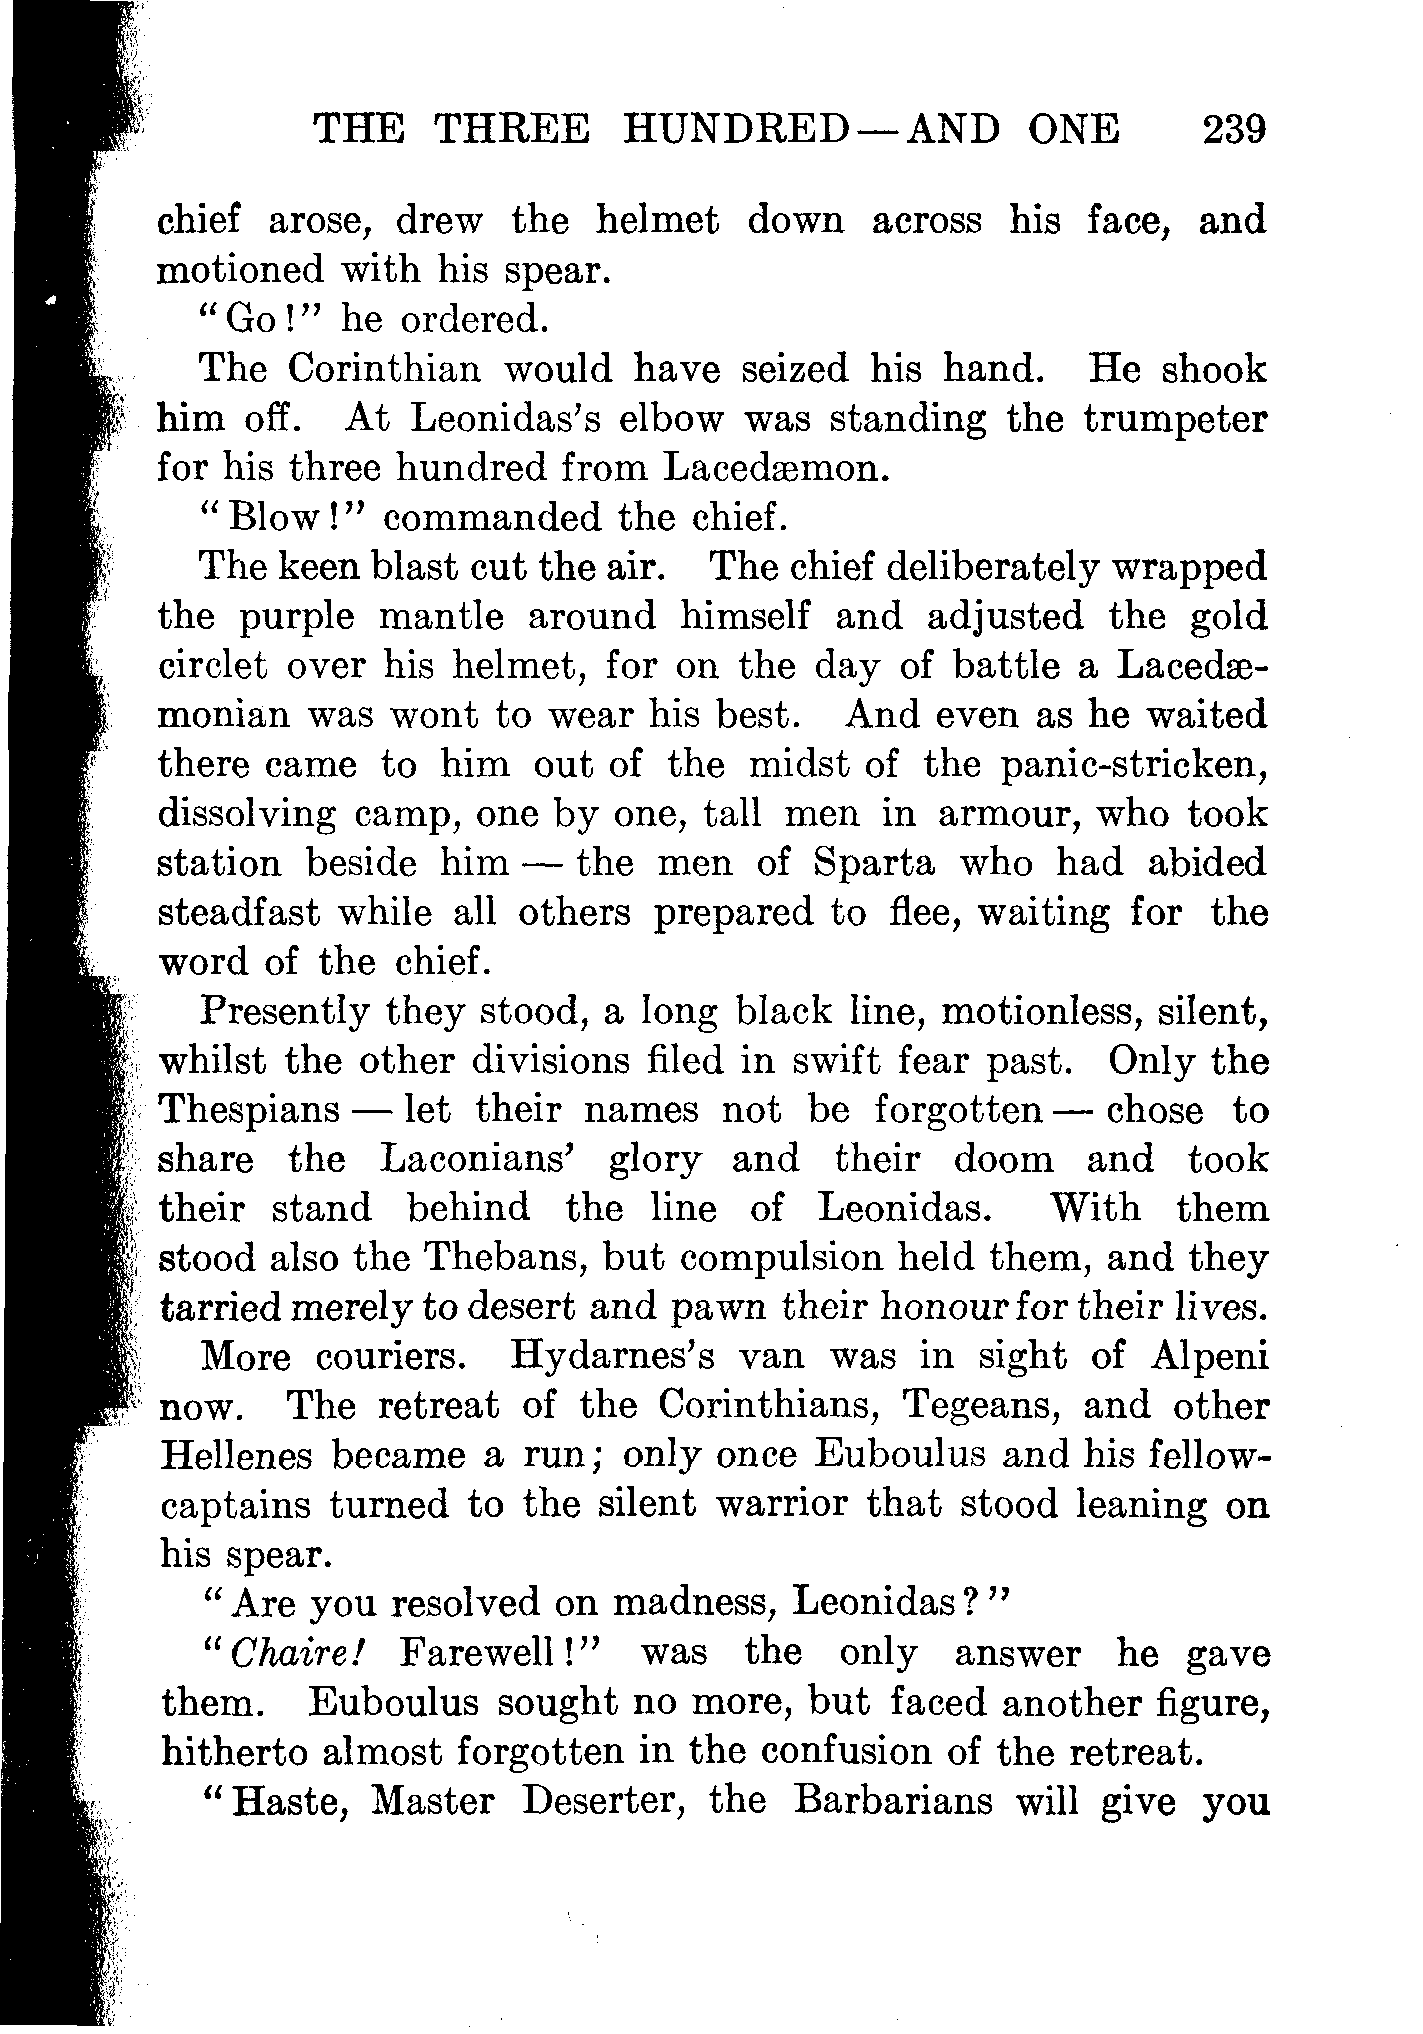 THE THREE HUNDRED—AND ONE 239
chief arose, drew the helmet down across his face, and
motioned with his spear.
"Go!" he ordered.
The Corinthian would have seized his hand. He shook
him off. At Leonidas's elbow was standing the trumpeter
for his three hundred from Lacedæmon.
"Blow!" commanded the chief.
The keen blast cut the air. The chief deliberately wrapped
the purple mantle around himself and adjusted the gold
circlet over his helmet, for on the day of battle a Lacedæ-
monian was wont to wear his best. And even as he waited
there came to him out of the midst of the panic-stricken,
dissolving camp, one by one, tall men in armour, who took
station beside him — the men of Sparta who had abided
steadfast while all others prepared to flee, waiting for the
word of the chief.
Presently they stood, a long black line, motionless, silent,
whilst the other divisions filed in swift fear past. Only the
Thespians — let their names not be forgotten — chose to
share the Laconians' glory and their doom and took
their stand behind the line of Leonidas. With them
stood also the Thebans, but compulsion held them, and they
tarried merely to desert and pawn their honour for their lives.
More couriers. Hydarnes's van was in sight of Alpeni
now. The retreat of the Corinthians, Tegeans, and other
Hellenes became a run; only once Euboulus and his fellow-
captains turned to the silent warrior that stood leaning on
his spear.
"Are you resolved on madness, Leonidas?"
"Chaire! Farewell!" was the only answer he gave
them. Euboulus sought no more, but faced another figure,
hitherto almost forgotten in the confusion of the retreat.
"Haste, Master Deserter, the Barbarians will give you